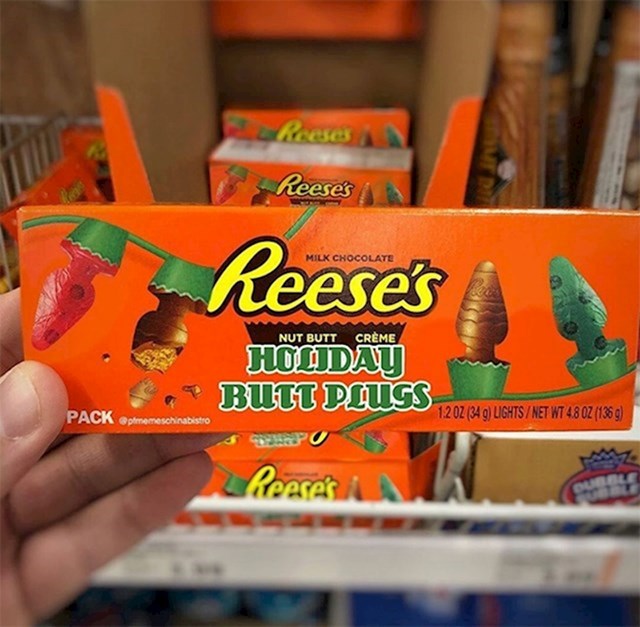 Reese's
Reese's
MILK CHOCOLATE
Reese's
NUT BUTT CRÈME
HOLIDAY
BUTT PLUGS
PACK @pfmemeschinabistro
1.2 OZ (34 g) LIGHTS / NET WT 4.8 OZ (136 g)
Reese's
DUBBLE
BUBBLE